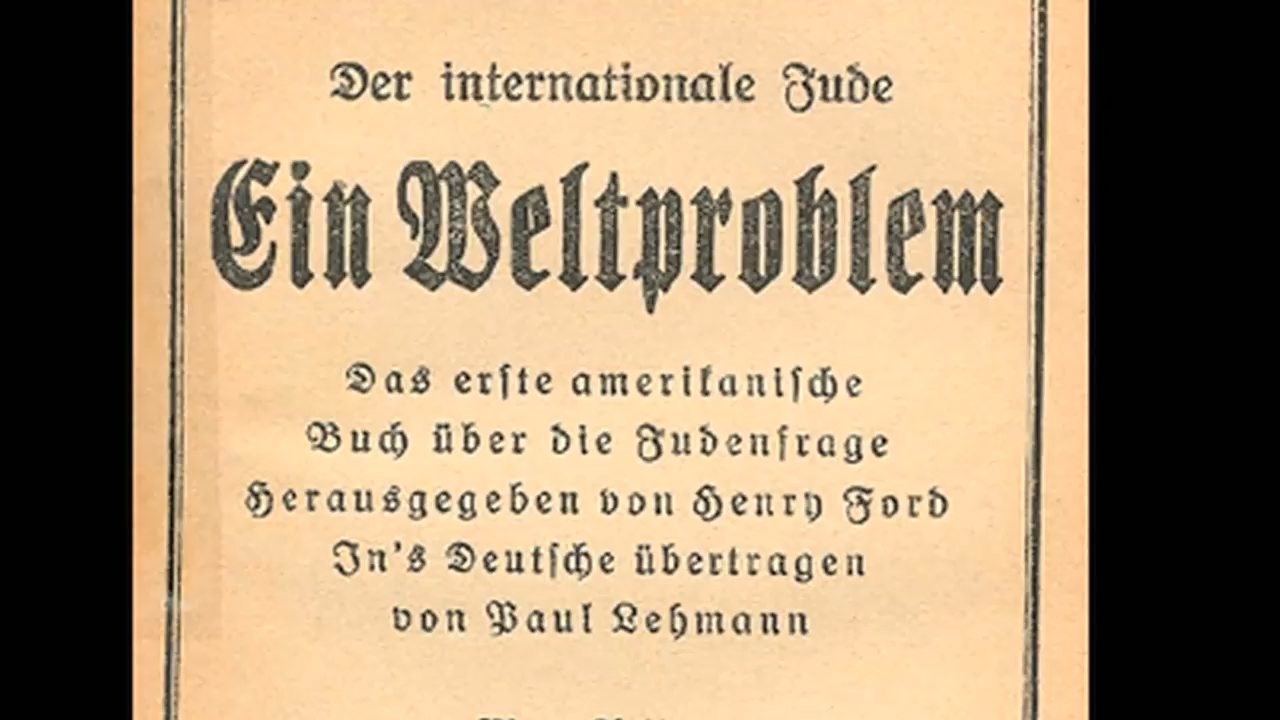 Der internationale Jude
Ein Weltproblem
Das erſte amerikaniſche
Buch über die Judenfrage
Herausgegeben von Henry Ford
In's Deutſche übertragen
von Paul Lehmann